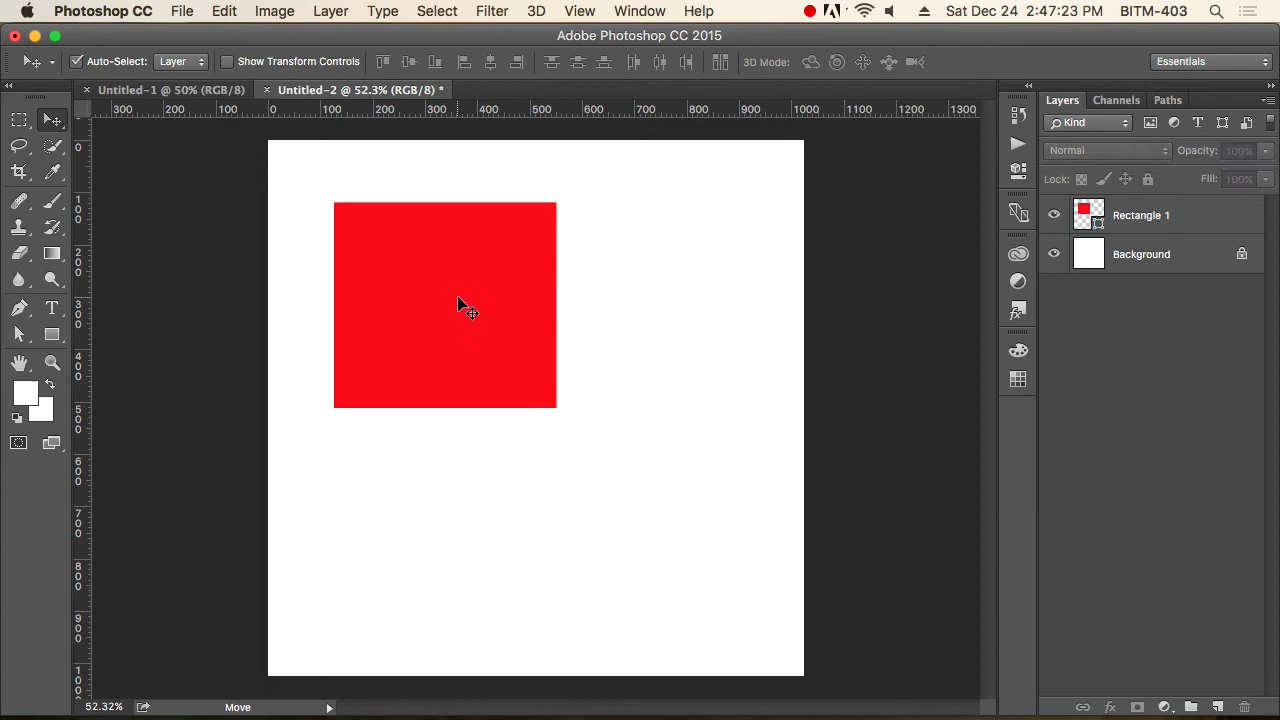 Photoshop CC File Edit Image Layer Type Select Filter 3D View Window Help Sat Dec 24 2:47:23 PM BITM-403
Adobe Photoshop CC 2015
Auto-Select: Layer Show Transform Controls 3D Mode: Essentials
Untitled-1 @ 50% (RGB/8) Untitled-2 @ 52.3% (RGB/8) *
Layers Channels Paths
300 200 100 0 100 200 300 400 500 600 700 800 900 1000 1100 1200 1300
Kind
Normal Opacity: 100%
Lock: Fill: 100%
Rectangle 1
Background
0
100
200
300
400
500
600
700
800
900
1000
52.32% Move